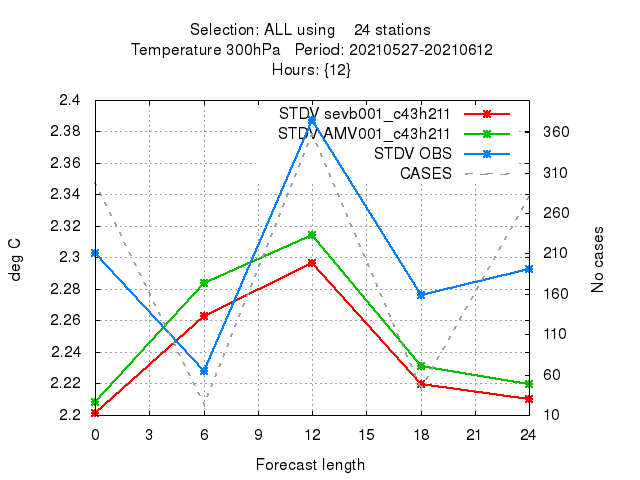 Selection: ALL using    24 stations
Temperature 300hPa   Period: 20210527-20210612
Hours: {12}
STDV sevb001_c43h211
STDV AMV001_c43h211
STDV OBS
CASES
2.4
2.38
2.36
2.34
2.32
2.3
2.28
2.26
2.24
2.22
2.2
deg C
360
310
260
210
160
110
60
10
No cases
0 3 6 9 12 15 18 21 24
Forecast length